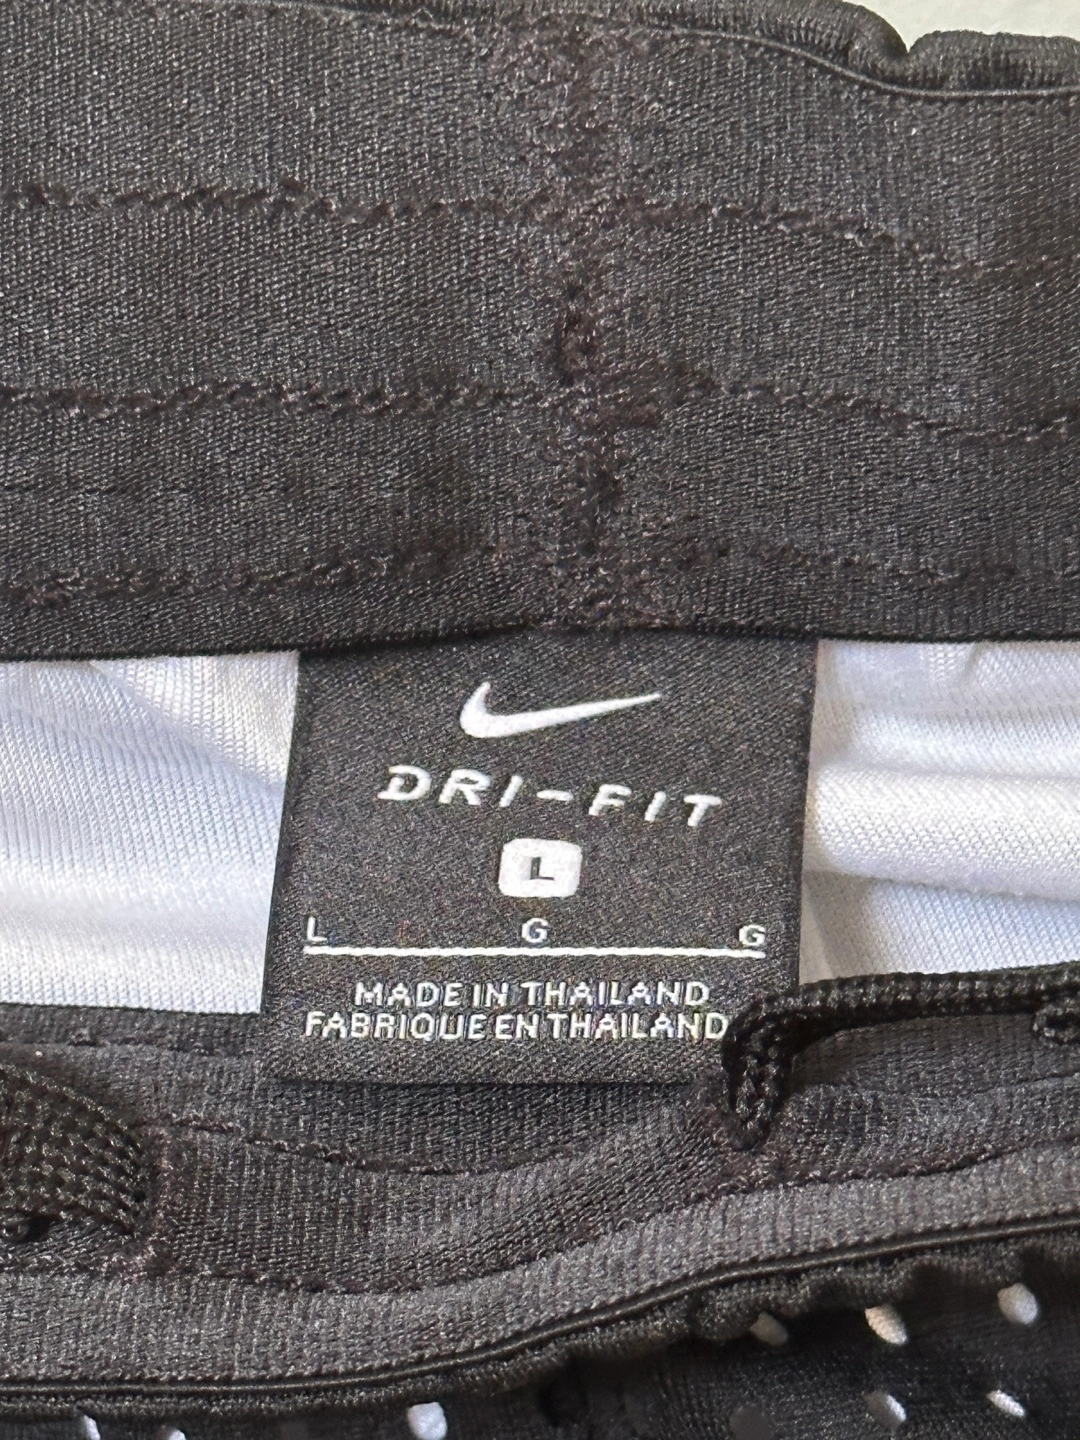 DRI-FIT
L
L G G
MADE IN THAILAND
FABRIQUE EN THAILAND